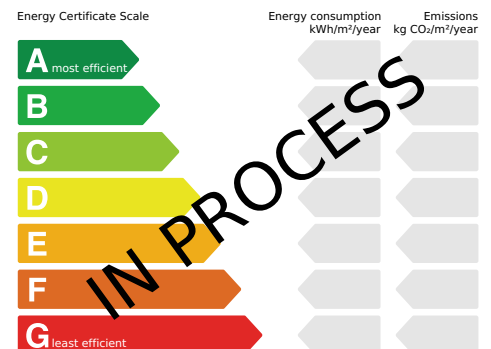 Energy Certificate Scale
Energy consumption
kWh/m²/year
Emissions
kg CO₂/m²/year
A most efficient
B
C
D
E
F
G least efficient
IN PROCESS